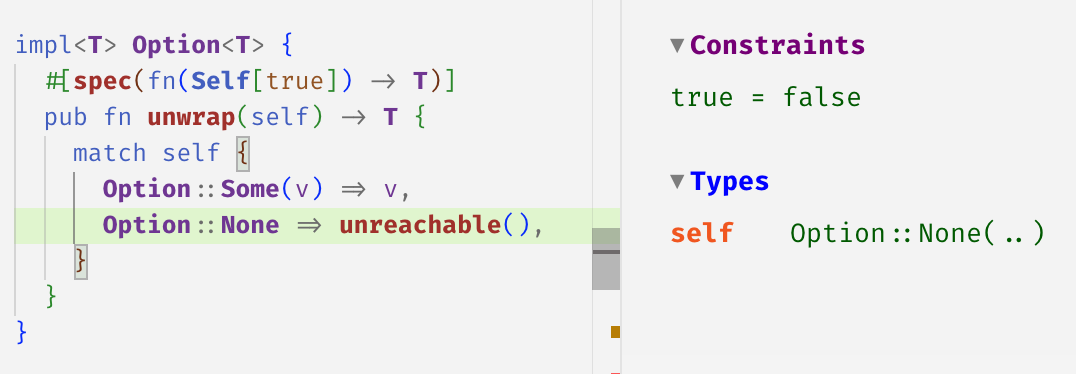 impl<T> Option<T> {
#[spec(fn(Self[true]) -> T)]
pub fn unwrap(self) -> T {
match self {
Option::Some(v) => v,
Option::None => unreachable(),
}
}
}
▼Constraints
true = false
▼Types
self Option::None(..)